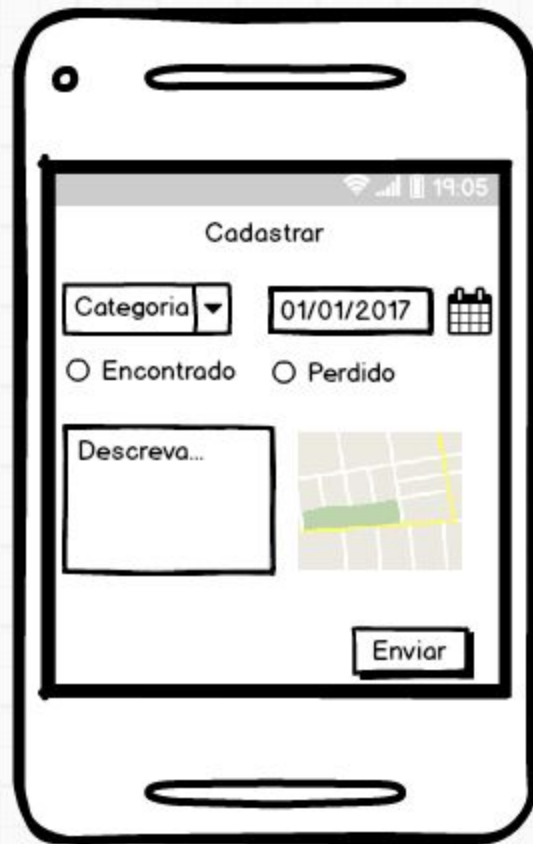 19:05
Cadastrar
Categoria 01/01/2017
Encontrado Perdido
Descreva...
Enviar